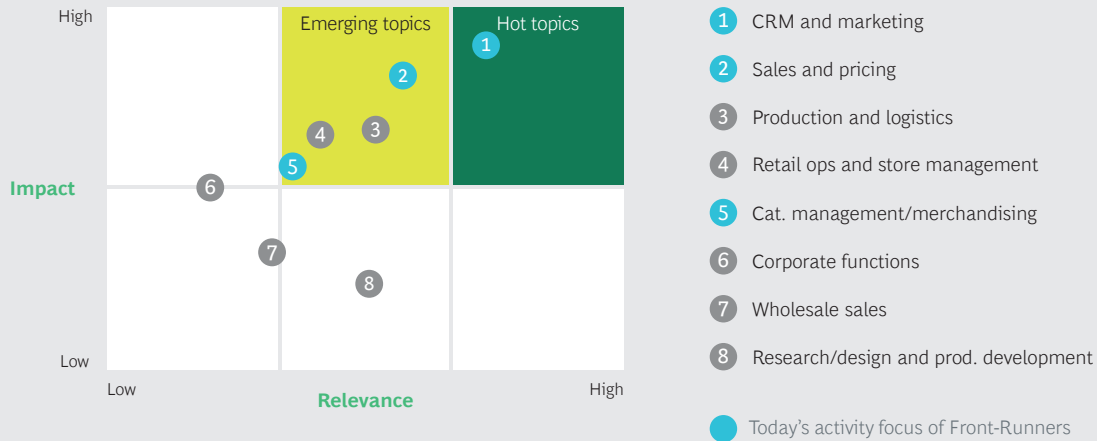 High
Emerging topics
Hot topics
1
2
3
4
5
6
7
8
Impact
Low
Low
High
Relevance
1 CRM and marketing
2 Sales and pricing
3 Production and logistics
4 Retail ops and store management
5 Cat. management/merchandising
6 Corporate functions
7 Wholesale sales
8 Research/design and prod. development
Today's activity focus of Front-Runners